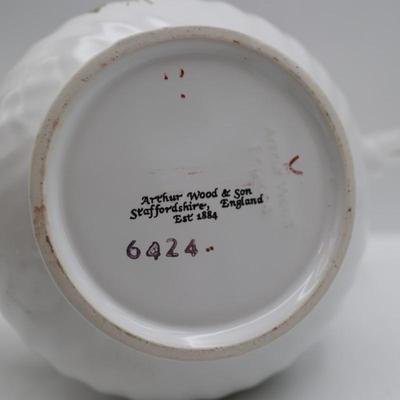 Arthur Wood & Son
Staffordshire, England
Est 1884
6424